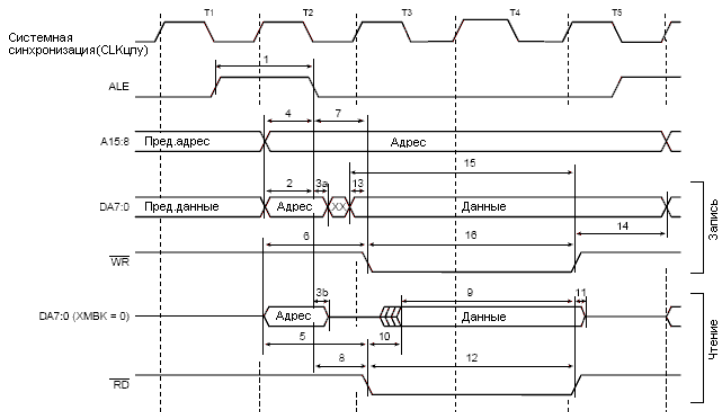 T1 T2 T3 T4 T5
Системная
синхронизация(CLKцпу)
1
ALE
4 7
A15:8 Пред.адрес Адрес
15
2 3a 13
DA7:0 Пред.данные Адрес XX Данные
14
6 16
WR
Запись
3b 9 11
DA7:0 (XMBK = 0) Адрес Данные
5 10
8 12
RD
Чтение